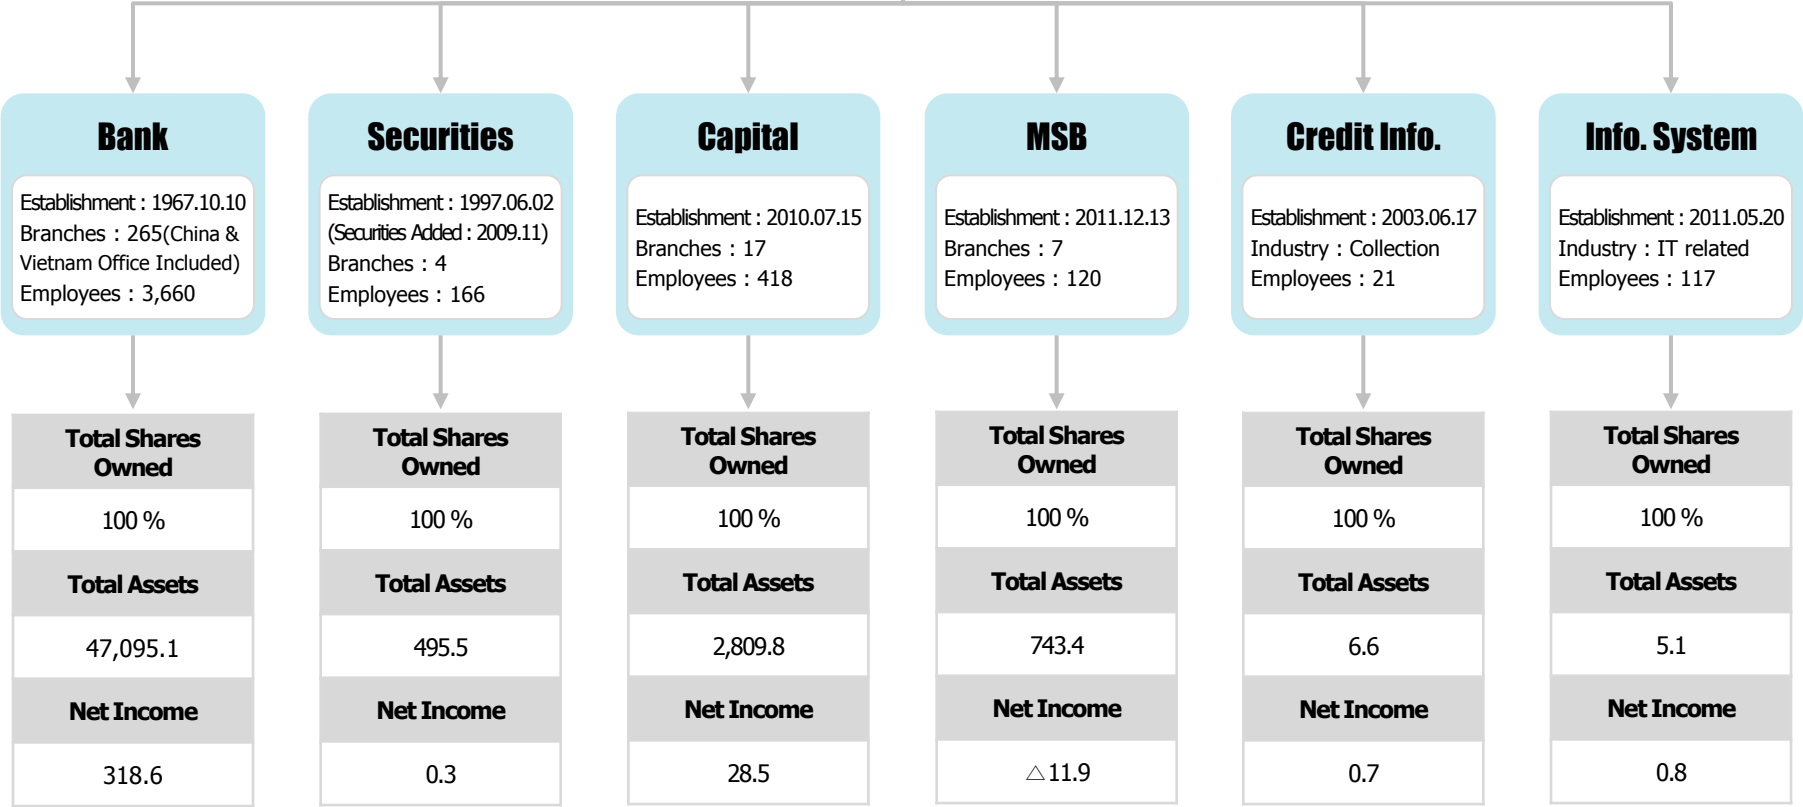 Bank
Establishment : 1967.10.10
Branches : 265(China &
Vietnam Office Included)
Employees : 3,660
Total Shares
Owned
100 %
Total Assets
47,095.1
Net Income
318.6
Securities
Establishment : 1997.06.02
(Securities Added : 2009.11)
Branches : 4
Employees : 166
Total Shares
Owned
100 %
Total Assets
495.5
Net Income
0.3
Capital
Establishment : 2010.07.15
Branches : 17
Employees : 418
Total Shares
Owned
100 %
Total Assets
2,809.8
Net Income
28.5
MSB
Establishment : 2011.12.13
Branches : 7
Employees : 120
Total Shares
Owned
100 %
Total Assets
743.4
Net Income
△11.9
Credit Info.
Establishment : 2003.06.17
Industry : Collection
Employees : 21
Total Shares
Owned
100 %
Total Assets
6.6
Net Income
0.7
Info. System
Establishment : 2011.05.20
Industry : IT related
Employees : 117
Total Shares
Owned
100 %
Total Assets
5.1
Net Income
0.8